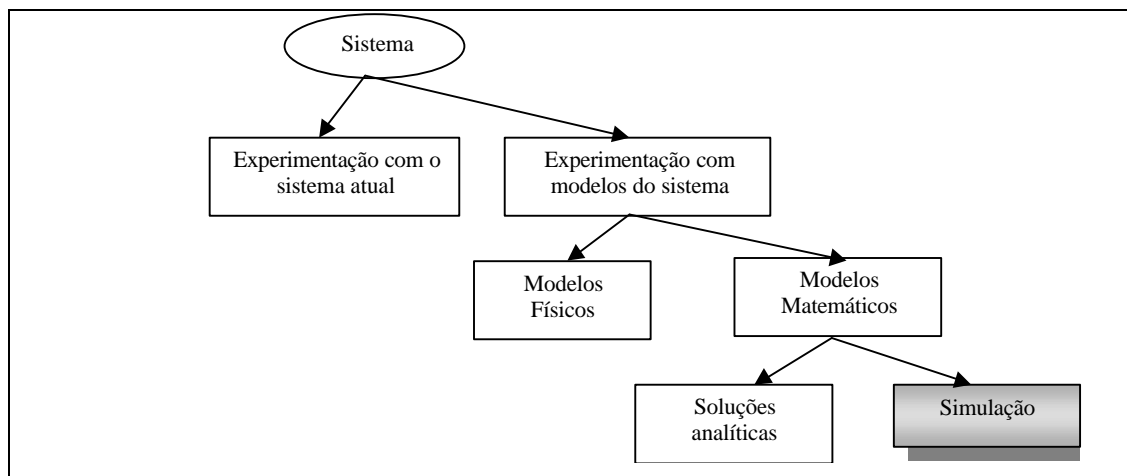 Sistema
Experimentação com o
sistema atual
Experimentação com
modelos do sistema
Modelos
Físicos
Modelos
Matemáticos
Soluções
analíticas
Simulação